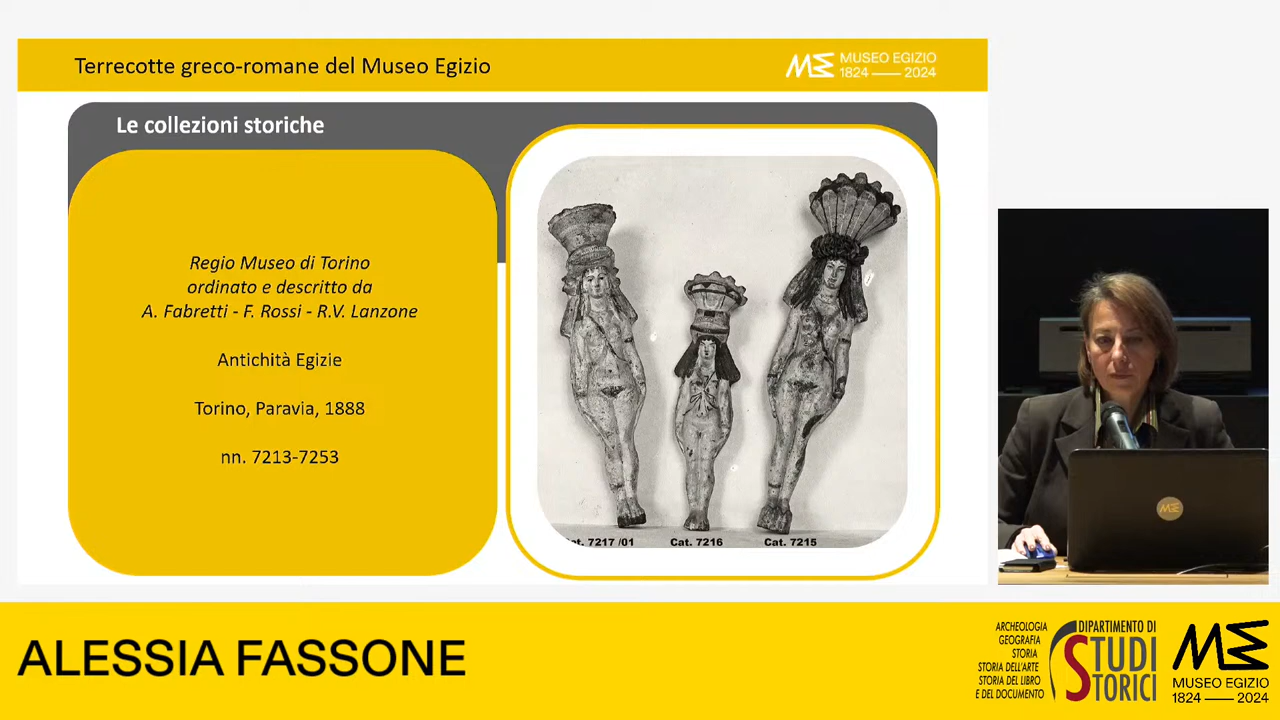 Terrecotte greco-romane del Museo Egizio
MUSEO EGIZIO
1824 — 2024
Le collezioni storiche
Regio Museo di Torino
ordinato e descritto da
A. Fabretti - F. Rossi - R.V. Lanzone
Antichità Egizie
Torino, Paravia, 1888
nn. 7213-7253
7217 /01
Cat. 7216
Cat. 7215
ALESSIA FASSONE
ARCHEOLOGIA
GEOGRAFIA
STORIA
STORIA DELL'ARTE
STORIA DEL LIBRO
E DEL DOCUMENTO
DIPARTIMENTO DI
STUDI
STORICI
MUSEO EGIZIO
1824 — 2024